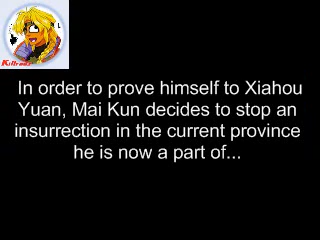 Killroads
In order to prove himself to Xiahou
Yuan, Mai Kun decides to stop an
insurrection in the current province
he is now a part of...